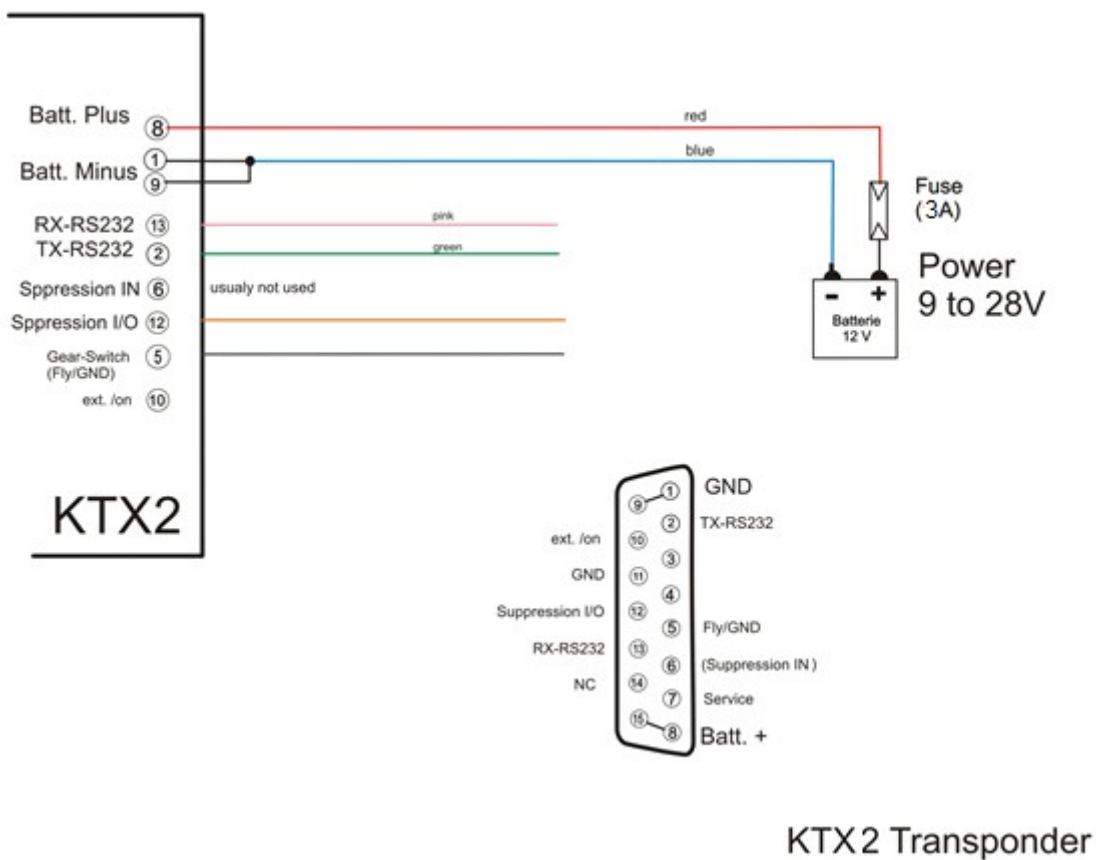 Batt. Plus 8
red
Batt. Minus 1
9
blue
Fuse
(3A)
RX-RS232 13
pink
TX-RS232 2
green
Power
9 to 28V
Sppression IN 6 usualy not used
- +
Batterie
12 V
Sppression I/O 12
Gear-Switch 5
(Fly/GND)
ext. /on 10
KTX2
1 GND
9
2 TX-RS232
ext. /on 10
3
GND 11
4
Suppression I/O 12
5 Fly/GND
RX-RS232 13
6 (Suppression IN )
NC 14
7 Service
15
8 Batt. +
KTX2 Transponder